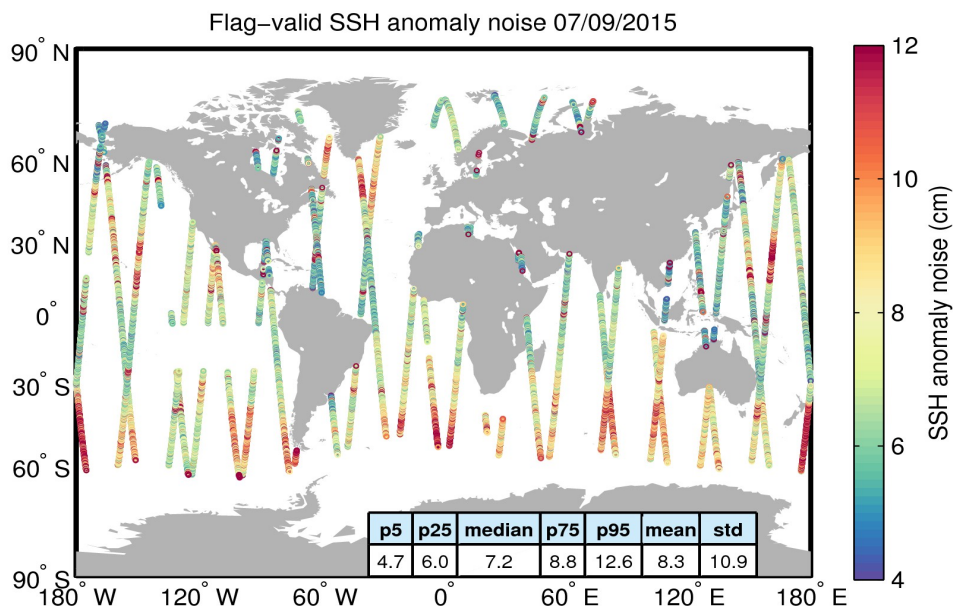 Flag−valid SSH anomaly noise 07/09/2015
90° N
60° N
30° N
0°
30° S
60° S
90° S
180° W 120° W 60° W 0° 60° E 120° E 180° E
p5 p25 median p75 p95 mean std
4.7 6.0 7.2 8.8 12.6 8.3 10.9
12
10
8
6
4
SSH anomaly noise (cm)